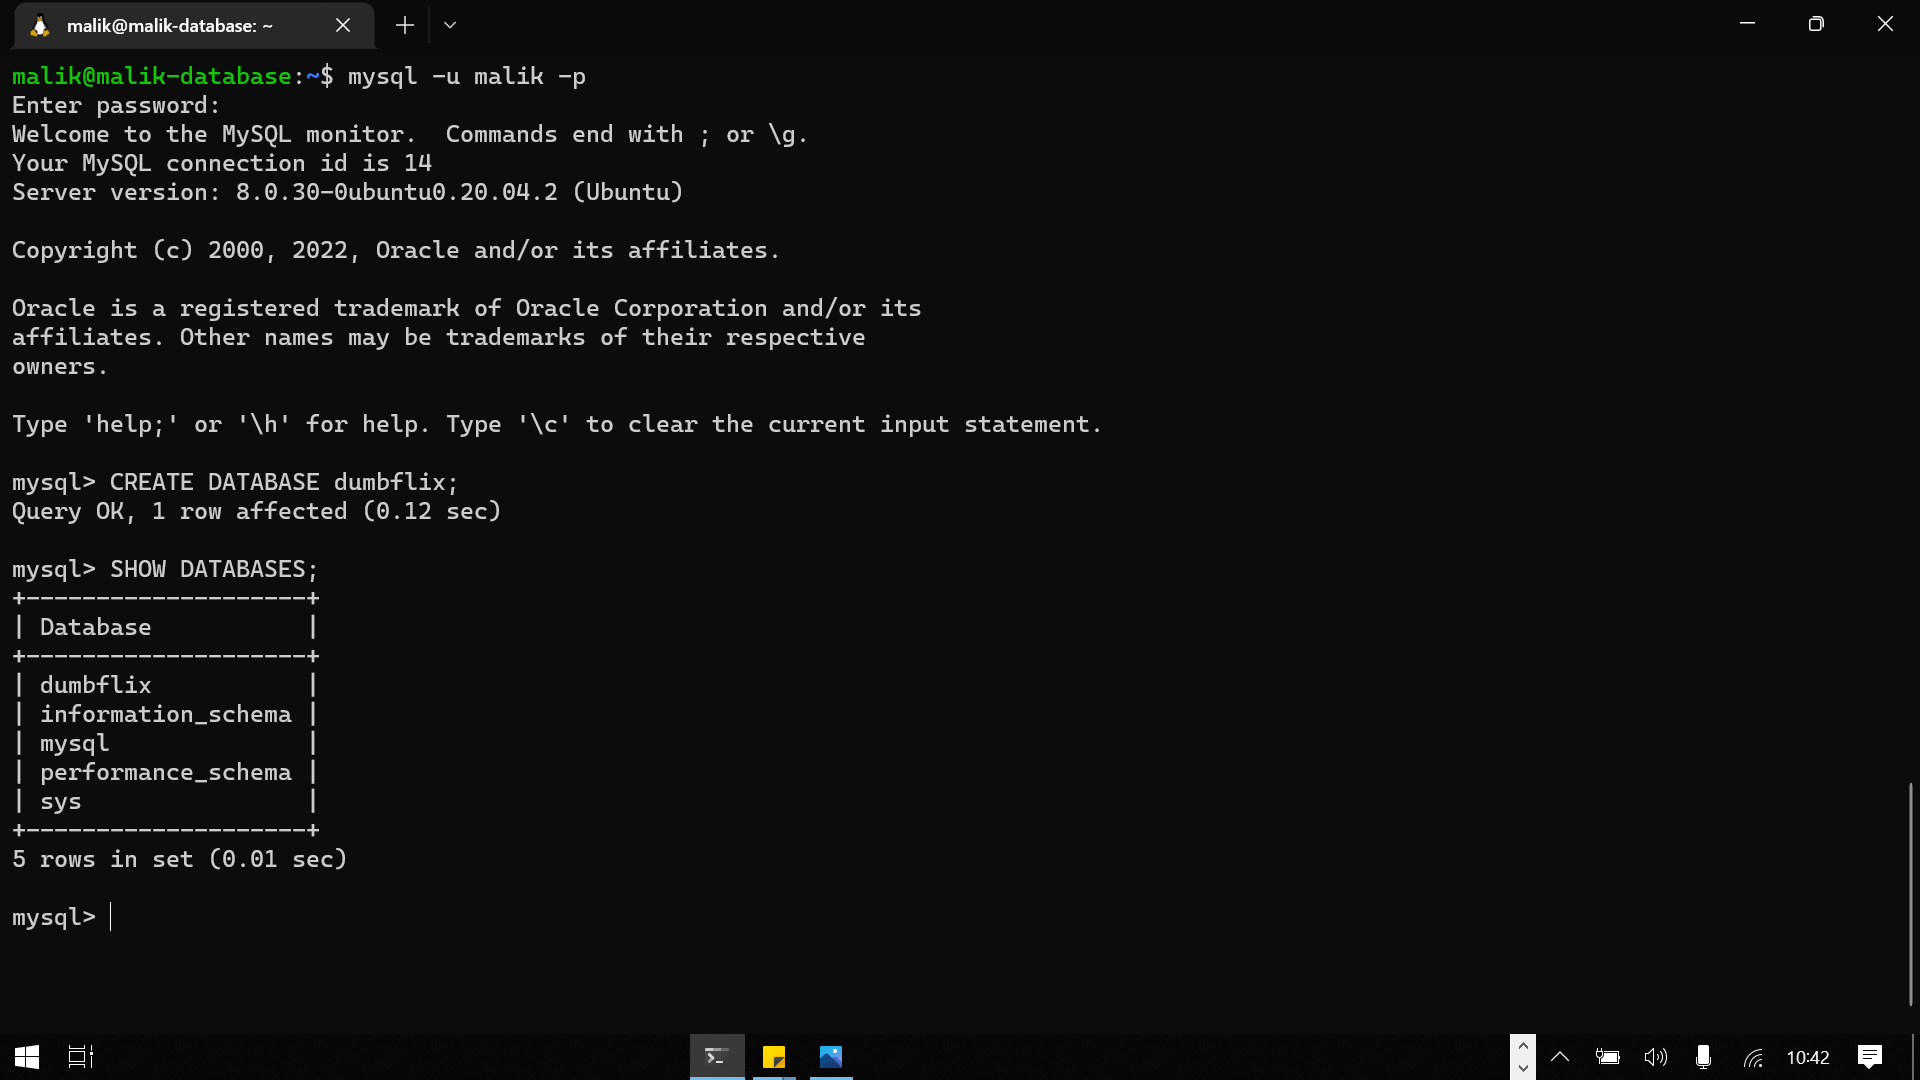 malik@malik-database: ~
malik@malik-database:~$ mysql -u malik -p
Enter password:
Welcome to the MySQL monitor.  Commands end with ; or \g.
Your MySQL connection id is 14
Server version: 8.0.30-0ubuntu0.20.04.2 (Ubuntu)
Copyright (c) 2000, 2022, Oracle and/or its affiliates.
Oracle is a registered trademark of Oracle Corporation and/or its
affiliates. Other names may be trademarks of their respective
owners.
Type 'help;' or '\h' for help. Type '\c' to clear the current input statement.
mysql> CREATE DATABASE dumbflix;
Query OK, 1 row affected (0.12 sec)
mysql> SHOW DATABASES;
+--------------------+
| Database           |
+--------------------+
| dumbflix           |
| information_schema |
| mysql              |
| performance_schema |
| sys                |
+--------------------+
5 rows in set (0.01 sec)
mysql>
10:42